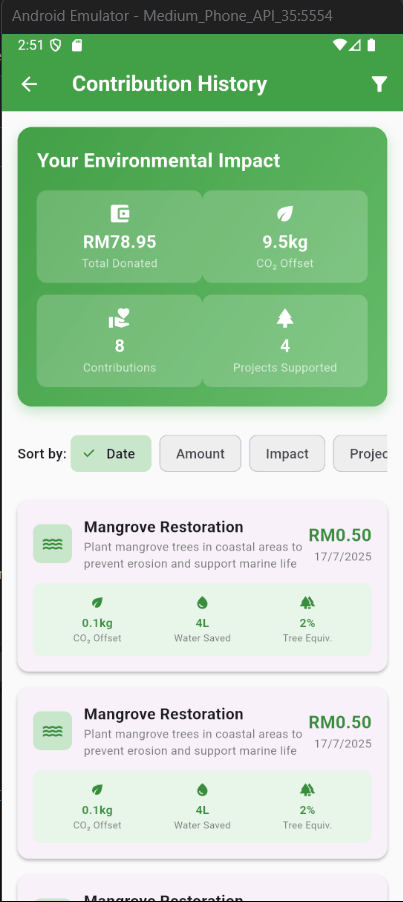 Android Emulator - Medium_Phone_API_35:5554
2:51
Contribution History
Your Environmental Impact
RM78.95
Total Donated
9.5kg
CO₂ Offset
8
Contributions
4
Projects Supported
Sort by:
Date
Amount
Impact
Projec
Mangrove Restoration
Plant mangrove trees in coastal areas to
prevent erosion and support marine life
RM0.50
17/7/2025
0.1kg
CO₂ Offset
4L
Water Saved
2%
Tree Equiv.
Mangrove Restoration
Plant mangrove trees in coastal areas to
prevent erosion and support marine life
RM0.50
17/7/2025
0.1kg
CO₂ Offset
4L
Water Saved
2%
Tree Equiv.
Mangrove Restoration